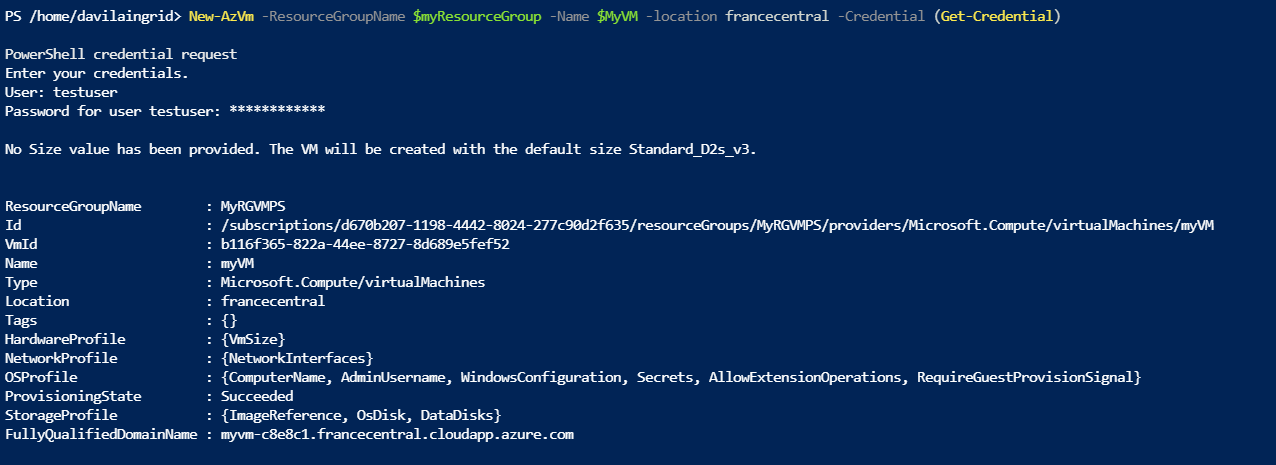 PS /home/davilaingrid> New-AzVm -ResourceGroupName $myResourceGroup -Name $MyVM -location francecentral -Credential (Get-Credential)
PowerShell credential request
Enter your credentials.
User: testuser
Password for user testuser: ************
No Size value has been provided. The VM will be created with the default size Standard_D2s_v3.
ResourceGroupName : MyRGVMPS
Id : /subscriptions/d670b207-1198-4442-8024-277c90d2f635/resourceGroups/MyRGVMPS/providers/Microsoft.Compute/virtualMachines/myVM
VmId : b116f365-822a-44ee-8727-8d689e5fef52
Name : myVM
Type : Microsoft.Compute/virtualMachines
Location : francecentral
Tags : {}
HardwareProfile : {VmSize}
NetworkProfile : {NetworkInterfaces}
OSProfile : {ComputerName, AdminUsername, WindowsConfiguration, Secrets, AllowExtensionOperations, RequireGuestProvisionSignal}
ProvisioningState : Succeeded
StorageProfile : {ImageReference, OsDisk, DataDisks}
FullyQualifiedDomainName : myvm-c8e8c1.francecentral.cloudapp.azure.com